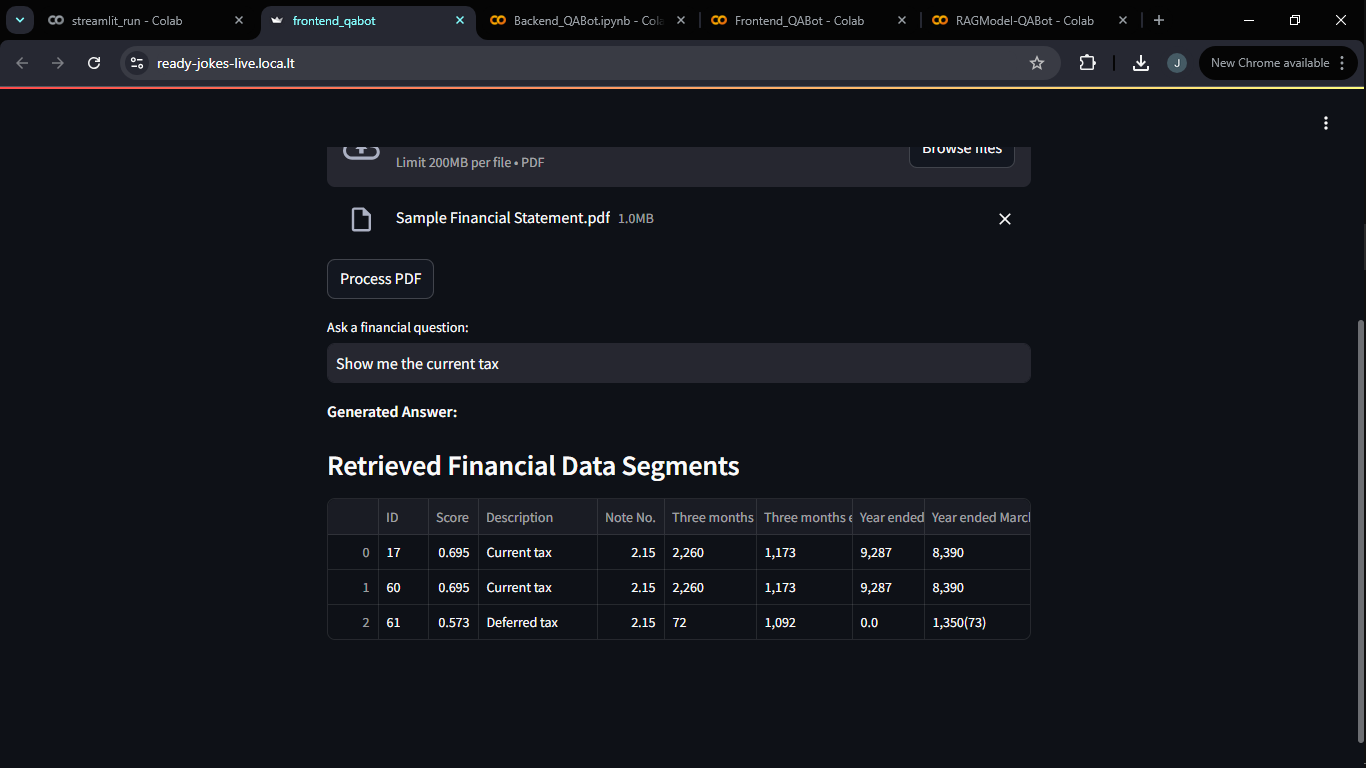 streamlit_run - Colab frontend_qabot Backend_QABot.ipynb - Cola Frontend_QABot - Colab RAGModel-QABot - Colab
ready-jokes-live.loca.lt J New Chrome available
Limit 200MB per file • PDF Browse files
Sample Financial Statement.pdf 1.0MB
Process PDF
Ask a financial question:
Show me the current tax
Generated Answer:
Retrieved Financial Data Segments
ID Score Description Note No. Three months Three months e Year ended Year ended March
0 17 0.695 Current tax 2.15 2,260 1,173 9,287 8,390
1 60 0.695 Current tax 2.15 2,260 1,173 9,287 8,390
2 61 0.573 Deferred tax 2.15 72 1,092 0.0 1,350(73)